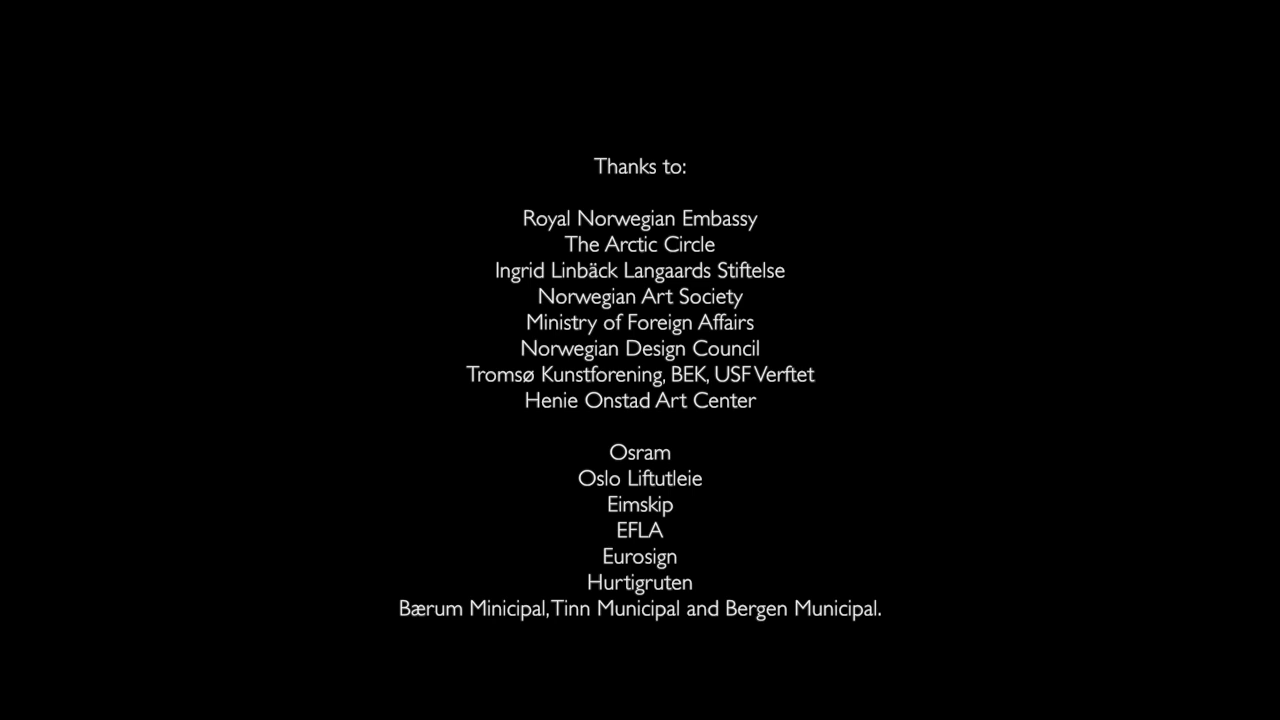 Thanks to:
Royal Norwegian Embassy
The Arctic Circle
Ingrid Linbäck Langaards Stiftelse
Norwegian Art Society
Ministry of Foreign Affairs
Norwegian Design Council
Tromsø Kunstforening, BEK, USF Verftet
Henie Onstad Art Center
Osram
Oslo Liftutleie
Eimskip
EFLA
Eurosign
Hurtigruten
Bærum Minicipal, Tinn Municipal and Bergen Municipal.